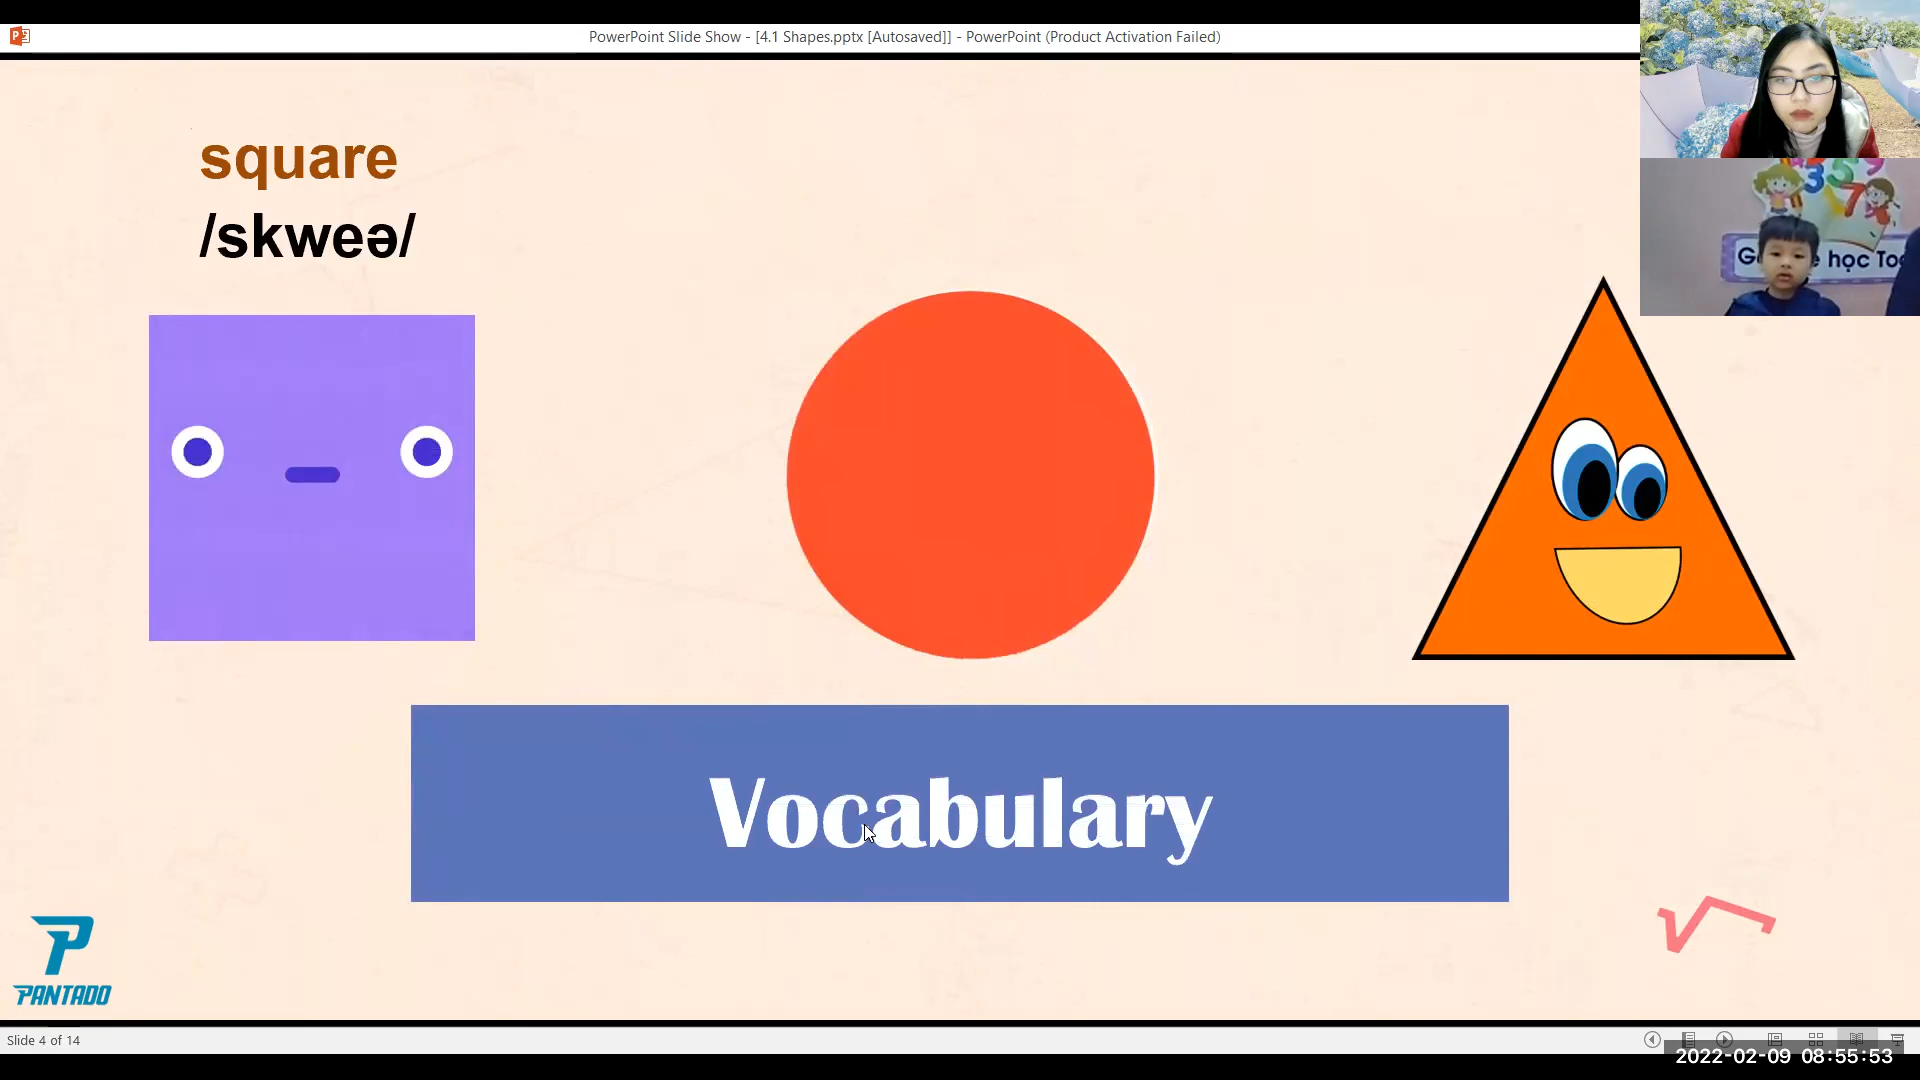 PowerPoint Slide Show - [4.1 Shapes.pptx [Autosaved]] - PowerPoint (Product Activation Failed)
square
/skweə/
học
Vocabulary
PANTADO
Slide 4 of 14
2022-02-09 08:55:53